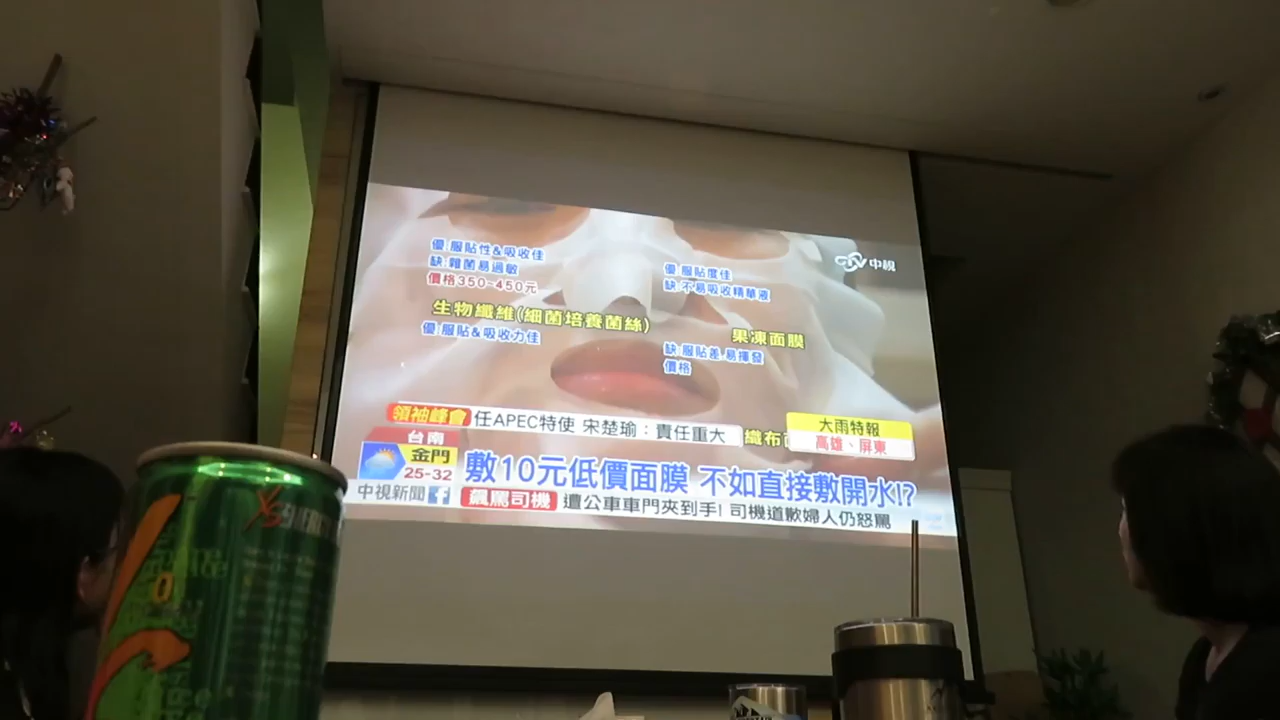 優:服貼性&吸收佳
缺:雜菌易過敏
價格350-450元
生物纖維(細菌培養菌絲)
優:服貼&吸收力佳
優:服貼度佳
缺:不易吸收精華液
果凍面膜
缺:服貼差.易揮發
價格
CTV中視
領袖峰會 任APEC特使 宋楚瑜:責任重大
織布
大雨特報
高雄、屏東
台南
金門
25-32
敷10元低價面膜 不如直接敷開水!?
中視新聞
飆罵司機 遭公車車門夾到手! 司機道歉婦人仍怒罵